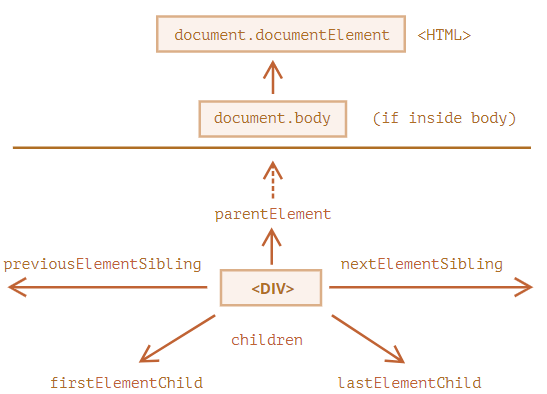 document.documentElement <HTML>
document.body (if inside body)
parentElement
previousElementSibling nextElementSibling
<DIV>
children
firstElementChild lastElementChild